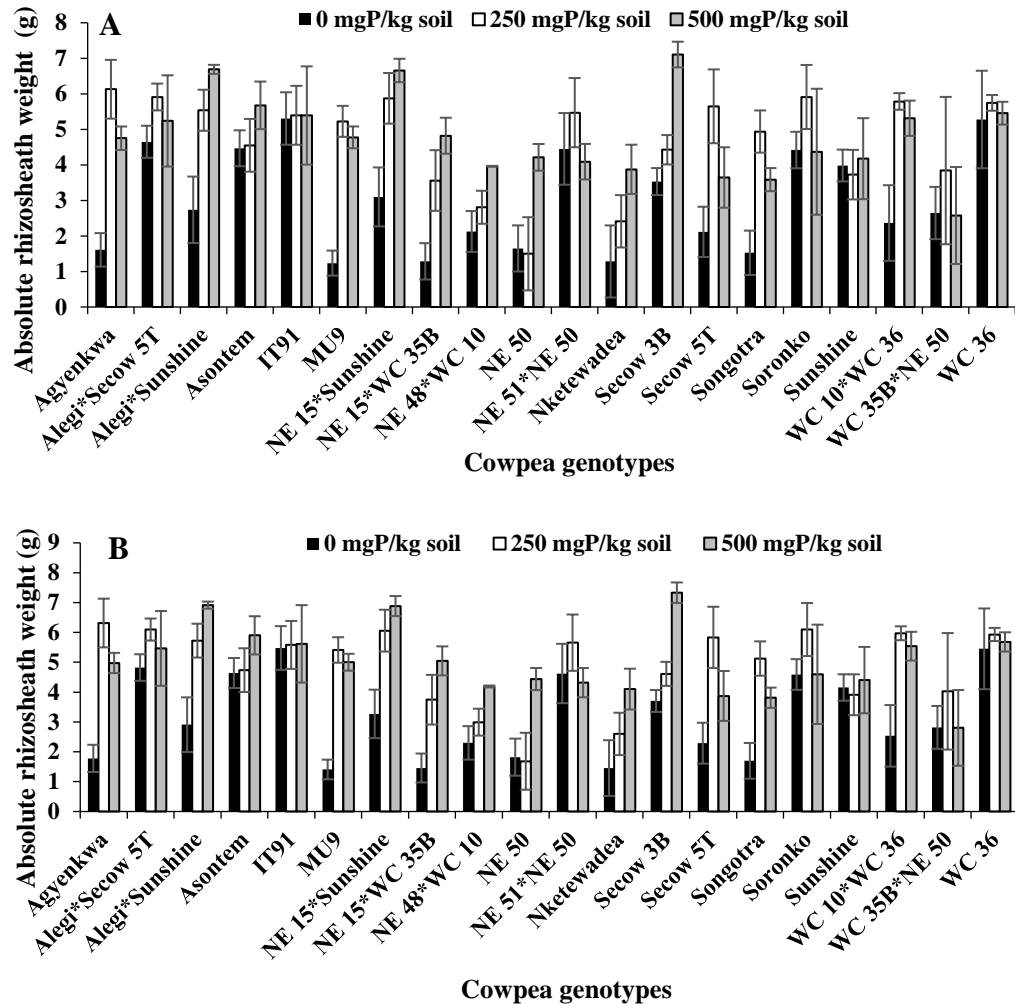 A
0 mgP/kg soil 250 mgP/kg soil 500 mgP/kg soil
Absolute rhizosheath weight (g)
8
7
6
5
4
3
2
1
0
Agyenkwa
Alegi*Secow 5T
Alegi*Sunshine
Asontem
IT91
MU9
NE 15*Sunshine
NE 15*WC 35B
NE 48*WC 10
NE 50
NE 51*NE 50
Nketewadea
Secow 3B
Secow 5T
Songotra
Soronko
Sunshine
WC 10*WC 36
WC 35B*NE 50
WC 36
Cowpea genotypes
B
0 mgP/kg soil 250 mgP/kg soil 500 mgP/kg soil
Absolute rhizosheath weight (g)
9
8
7
6
5
4
3
2
1
0
Agyenkwa
Alegi*Secow 5T
Alegi*Sunshine
Asontem
IT91
MU9
NE 15*Sunshine
NE 15*WC 35B
NE 48*WC 10
NE 50
NE 51*NE 50
Nketewadea
Secow 3B
Secow 5T
Songotra
Soronko
Sunshine
WC 10*WC 36
WC 35B*NE 50
WC 36
Cowpea genotypes